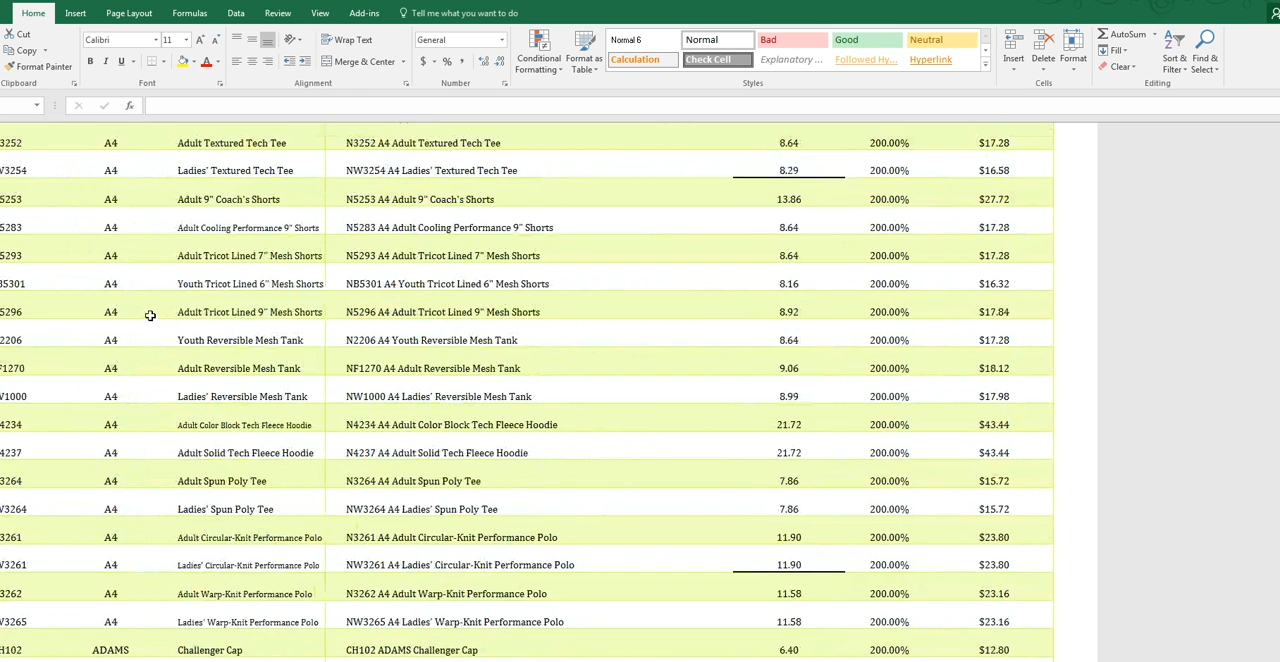 Home Insert Page Layout Formulas Data Review View Add-ins Tell me what you want to do
Cut
Copy
Format Painter
Clipboard
Calibri 11 A A
B I U A
Font
Wrap Text
Merge & Center
Alignment
General
$ % , .0 .00 .00 .0
Number
Conditional Formatting
Format as Table
Normal 6 Normal Bad Good Neutral
Calculation Check Cell Explanatory ... Followed Hy... Hyperlink
Styles
Insert Delete Format
Cells
AutoSum
Fill
Clear
Sort & Filter
Find & Select
Editing
fx
3252 A4 Adult Textured Tech Tee N3252 A4 Adult Textured Tech Tee 8.64 200.00% $17.28
W3254 A4 Ladies' Textured Tech Tee NW3254 A4 Ladies' Textured Tech Tee 8.29 200.00% $16.58
5253 A4 Adult 9" Coach's Shorts N5253 A4 Adult 9" Coach's Shorts 13.86 200.00% $27.72
5283 A4 Adult Cooling Performance 9" Shorts N5283 A4 Adult Cooling Performance 9" Shorts 8.64 200.00% $17.28
5293 A4 Adult Tricot Lined 7" Mesh Shorts N5293 A4 Adult Tricot Lined 7" Mesh Shorts 8.64 200.00% $17.28
B5301 A4 Youth Tricot Lined 6" Mesh Shorts NB5301 A4 Youth Tricot Lined 6" Mesh Shorts 8.16 200.00% $16.32
5296 A4 Adult Tricot Lined 9" Mesh Shorts N5296 A4 Adult Tricot Lined 9" Mesh Shorts 8.92 200.00% $17.84
2206 A4 Youth Reversible Mesh Tank N2206 A4 Youth Reversible Mesh Tank 8.64 200.00% $17.28
F1270 A4 Adult Reversible Mesh Tank NF1270 A4 Adult Reversible Mesh Tank 9.06 200.00% $18.12
W1000 A4 Ladies' Reversible Mesh Tank NW1000 A4 Ladies' Reversible Mesh Tank 8.99 200.00% $17.98
4234 A4 Adult Color Block Tech Fleece Hoodie N4234 A4 Adult Color Block Tech Fleece Hoodie 21.72 200.00% $43.44
4237 A4 Adult Solid Tech Fleece Hoodie N4237 A4 Adult Solid Tech Fleece Hoodie 21.72 200.00% $43.44
3264 A4 Adult Spun Poly Tee N3264 A4 Adult Spun Poly Tee 7.86 200.00% $15.72
W3264 A4 Ladies' Spun Poly Tee NW3264 A4 Ladies' Spun Poly Tee 7.86 200.00% $15.72
3261 A4 Adult Circular-Knit Performance Polo N3261 A4 Adult Circular-Knit Performance Polo 11.90 200.00% $23.80
W3261 A4 Ladies' Circular-Knit Performance Polo NW3261 A4 Ladies' Circular-Knit Performance Polo 11.90 200.00% $23.80
3262 A4 Adult Warp-Knit Performance Polo N3262 A4 Adult Warp-Knit Performance Polo 11.58 200.00% $23.16
W3265 A4 Ladies' Warp-Knit Performance Polo NW3265 A4 Ladies' Warp-Knit Performance Polo 11.58 200.00% $23.16
H102 ADAMS Challenger Cap CH102 ADAMS Challenger Cap 6.40 200.00% $12.80